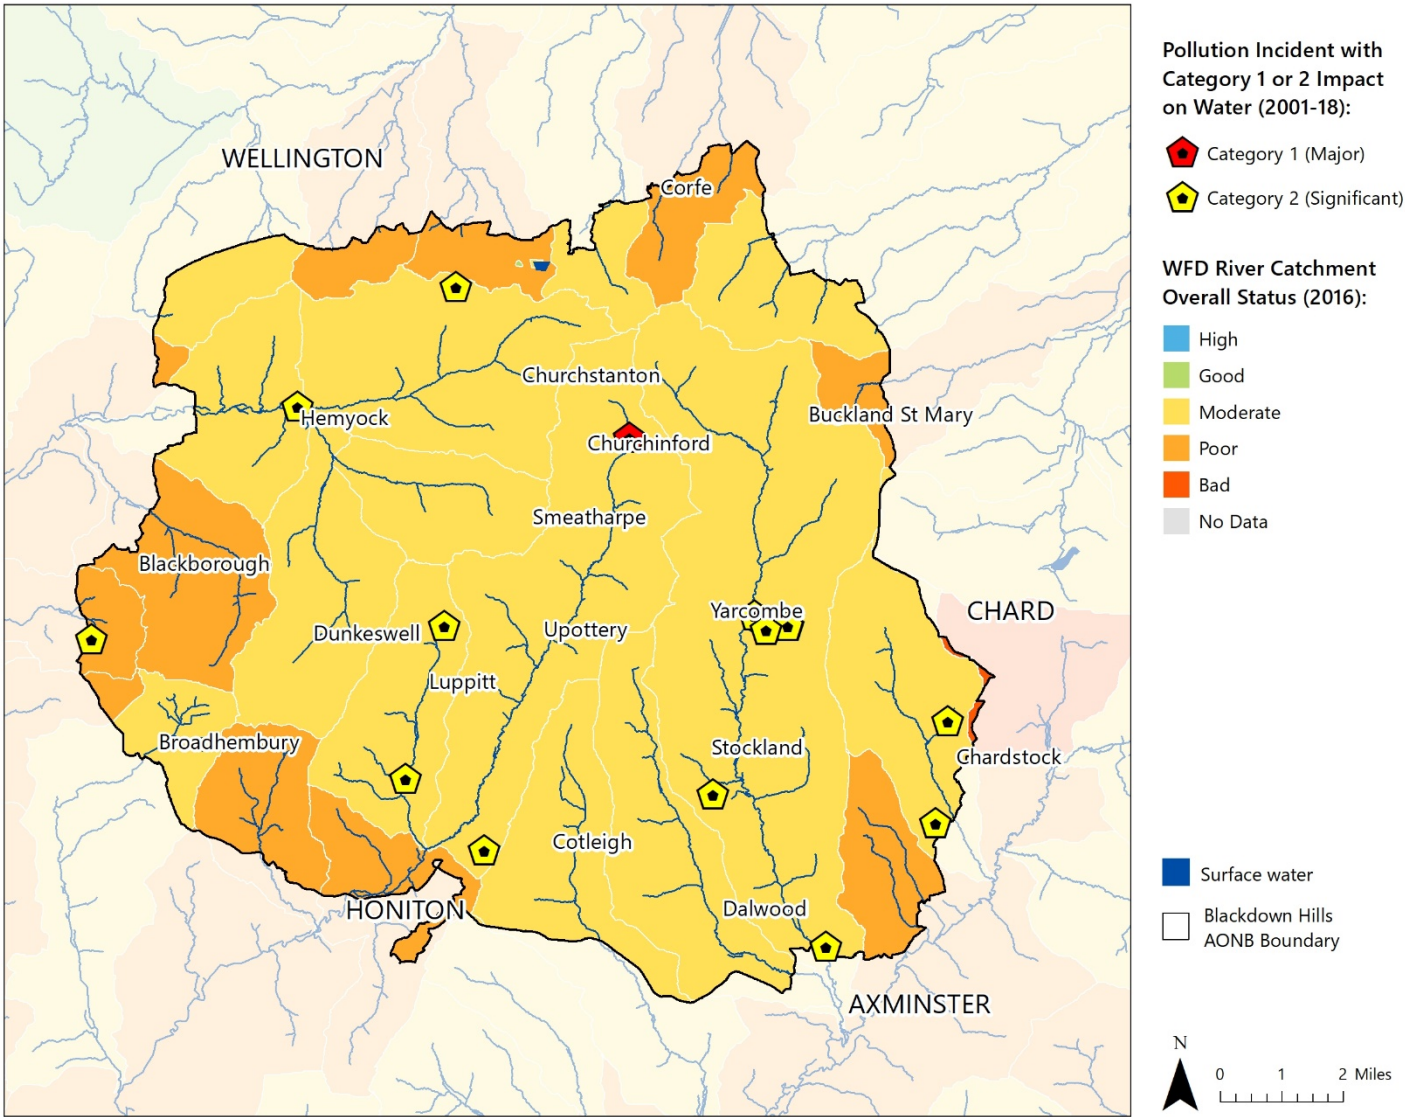 WELLINGTON
Corfe
Churchstanton
Hemyock
Buckland St Mary
Churchinford
Smeatharpe
Blackborough
CHARD
Yarcombe
Dunkeswell
Upottery
Luppitt
Broadhembury
Stockland
Chardstock
Cotleigh
HONITON
Dalwood
AXMINSTER
Pollution Incident with
Category 1 or 2 Impact
on Water (2001-18):
Category 1 (Major)
Category 2 (Significant)
WFD River Catchment
Overall Status (2016):
High
Good
Moderate
Poor
Bad
No Data
Surface water
Blackdown Hills
AONB Boundary
N
0 1 2 Miles